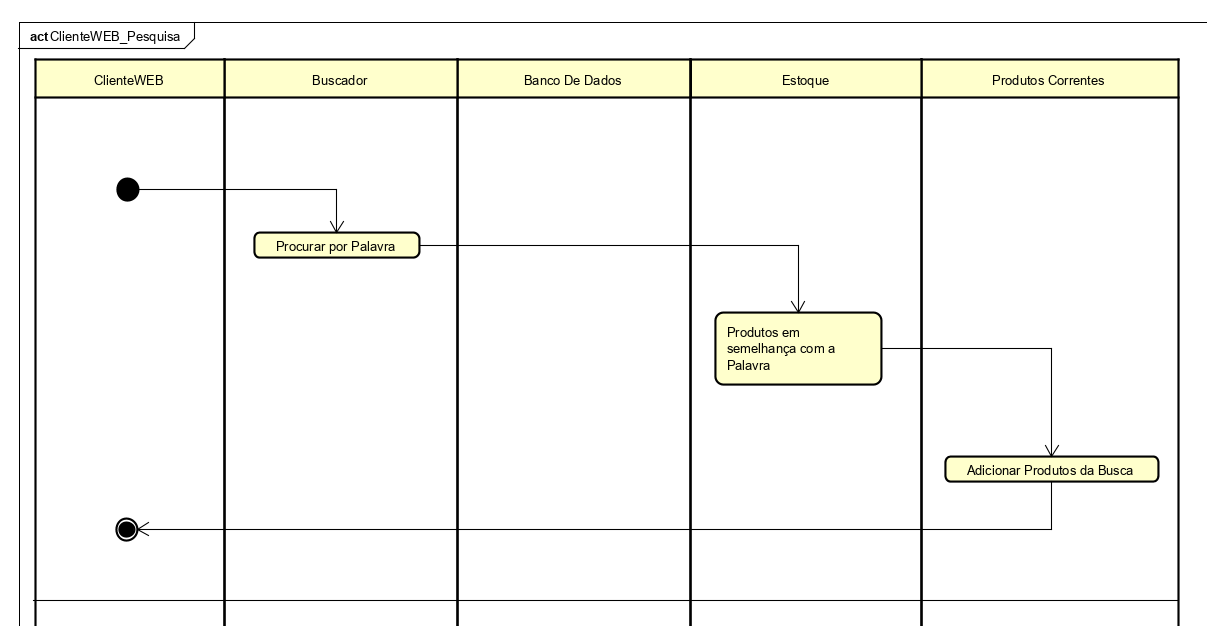 act ClienteWEB_Pesquisa
ClienteWEB
Buscador
Banco De Dados
Estoque
Produtos Correntes
Procurar por Palavra
Produtos em
semelhança com a
Palavra
Adicionar Produtos da Busca